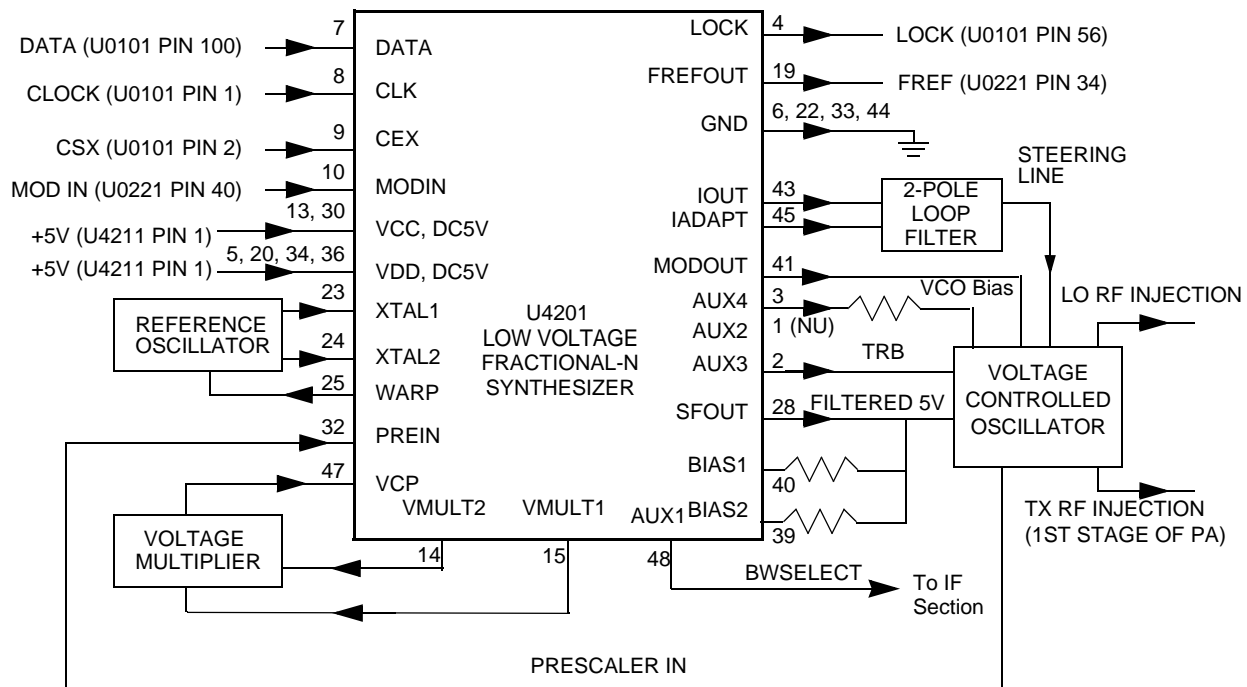 7
DATA (U0101 PIN 100)
DATA
8
CLOCK (U0101 PIN 1)
CLK
9
CSX (U0101 PIN 2)
CEX
10
MOD IN (U0221 PIN 40)
MODIN
13, 30
+5V (U4211 PIN 1)
VCC, DC5V
5, 20, 34, 36
+5V (U4211 PIN 1)
VDD, DC5V
23
XTAL1
REFERENCE
OSCILLATOR
24
XTAL2
25
WARP
32
PREIN
47
VCP
VOLTAGE
MULTIPLIER
VMULT2
14
VMULT1
15
U4201
LOW VOLTAGE
FRACTIONAL-N
SYNTHESIZER
LOCK
4
LOCK (U0101 PIN 56)
FREFOUT
19
FREF (U0221 PIN 34)
GND
6, 22, 33, 44
IOUT
43
IADAPT
45
2-POLE
LOOP
FILTER
STEERING
LINE
MODOUT
41
AUX4
3
VCO Bias
AUX2
1 (NU)
AUX3
2
TRB
SFOUT
28
FILTERED 5V
BIAS1
40
BIAS2
39
AUX1
48
BWSELECT
To IF
Section
LO RF INJECTION
VOLTAGE
CONTROLLED
OSCILLATOR
TX RF INJECTION
(1ST STAGE OF PA)
PRESCALER IN